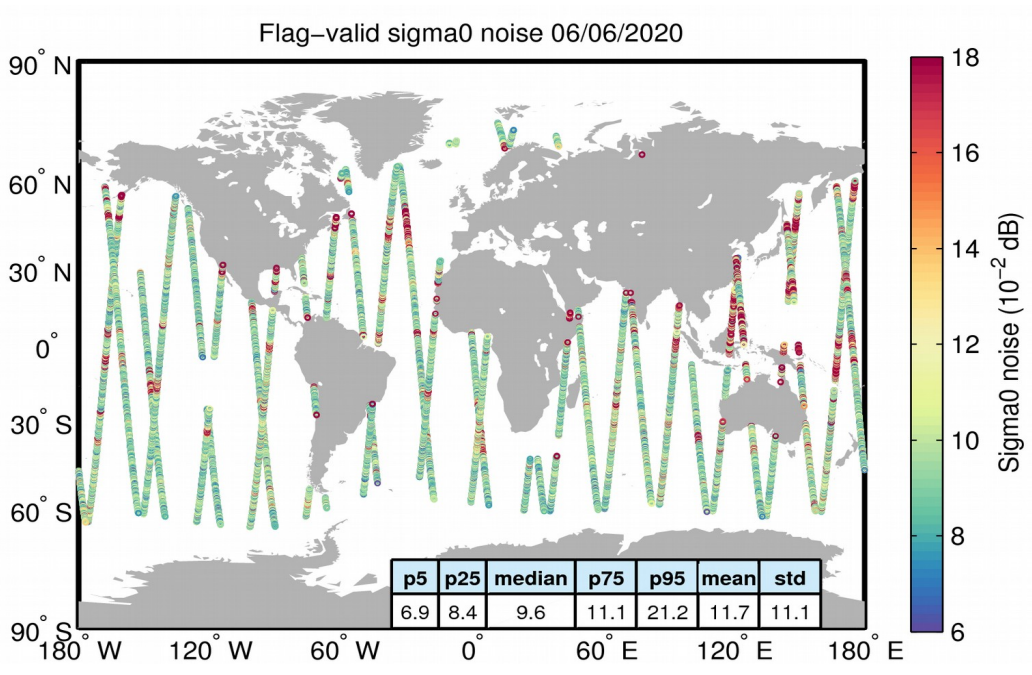 Flag−valid sigma0 noise 06/06/2020
90° N
60° N
30° N
0°
30° S
60° S
90° S
180° W
120° W
60° W
0°
60° E
120° E
180° E
p5 p25 median p75 p95 mean std
6.9 8.4 9.6 11.1 21.2 11.7 11.1
18
16
14
12
10
8
6
Sigma0 noise (10⁻² dB)